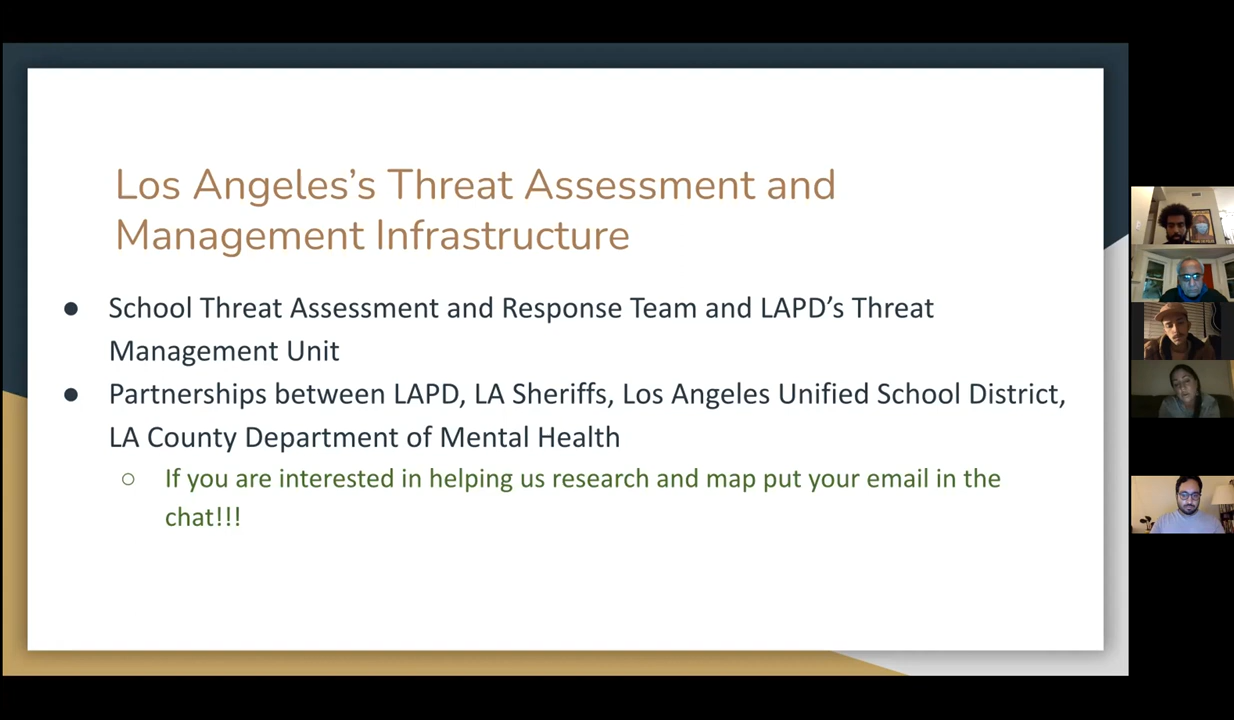 Los Angeles’s Threat Assessment and
Management Infrastructure
● School Threat Assessment and Response Team and LAPD’s Threat
Management Unit
● Partnerships between LAPD, LA Sheriffs, Los Angeles Unified School District,
LA County Department of Mental Health
○ If you are interested in helping us research and map put your email in the
chat!!!